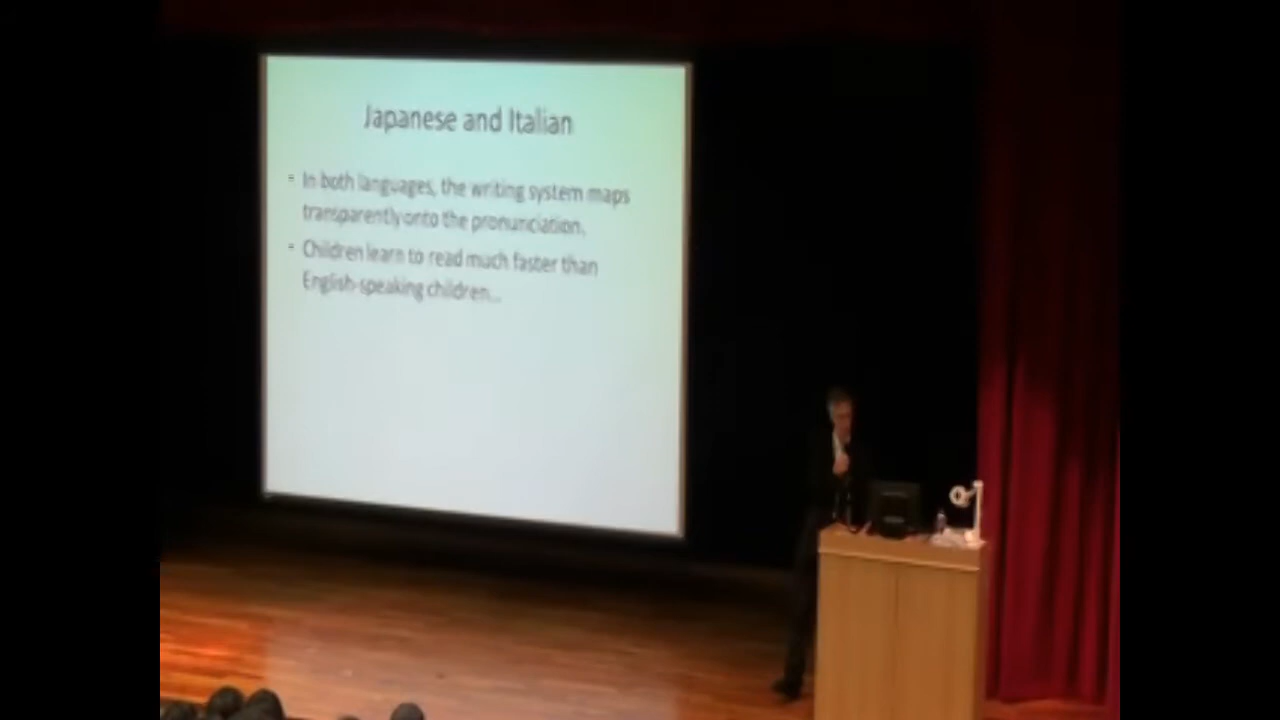 Japanese and Italian
In both languages, the writing system maps
transparently onto the pronunciation.
Children learn to read much faster than
English-speaking children...